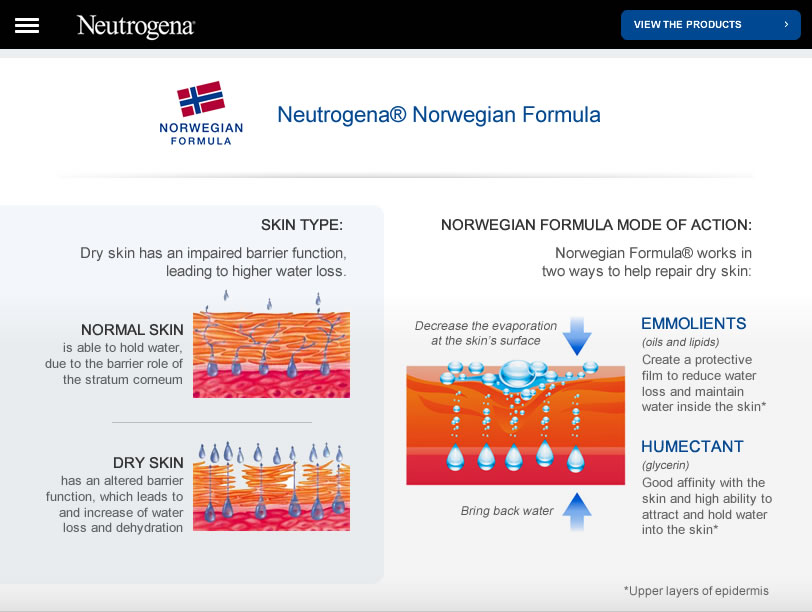 Neutrogena®
VIEW THE PRODUCTS
NORWEGIAN
FORMULA
Neutrogena® Norwegian Formula
SKIN TYPE:
Dry skin has an impaired barrier function,
leading to higher water loss.
NORMAL SKIN
is able to hold water,
due to the barrier role of
the stratum corneum
DRY SKIN
has an altered barrier
function, which leads to
and increase of water
loss and dehydration
NORWEGIAN FORMULA MODE OF ACTION:
Norwegian Formula® works in
two ways to help repair dry skin:
Decrease the evaporation
at the skin's surface
EMMOLIENTS
(oils and lipids)
Create a protective
film to reduce water
loss and maintain
water inside the skin*
HUMECTANT
(glycerin)
Good affinity with the
skin and high ability to
attract and hold water
into the skin*
Bring back water
*Upper layers of epidermis